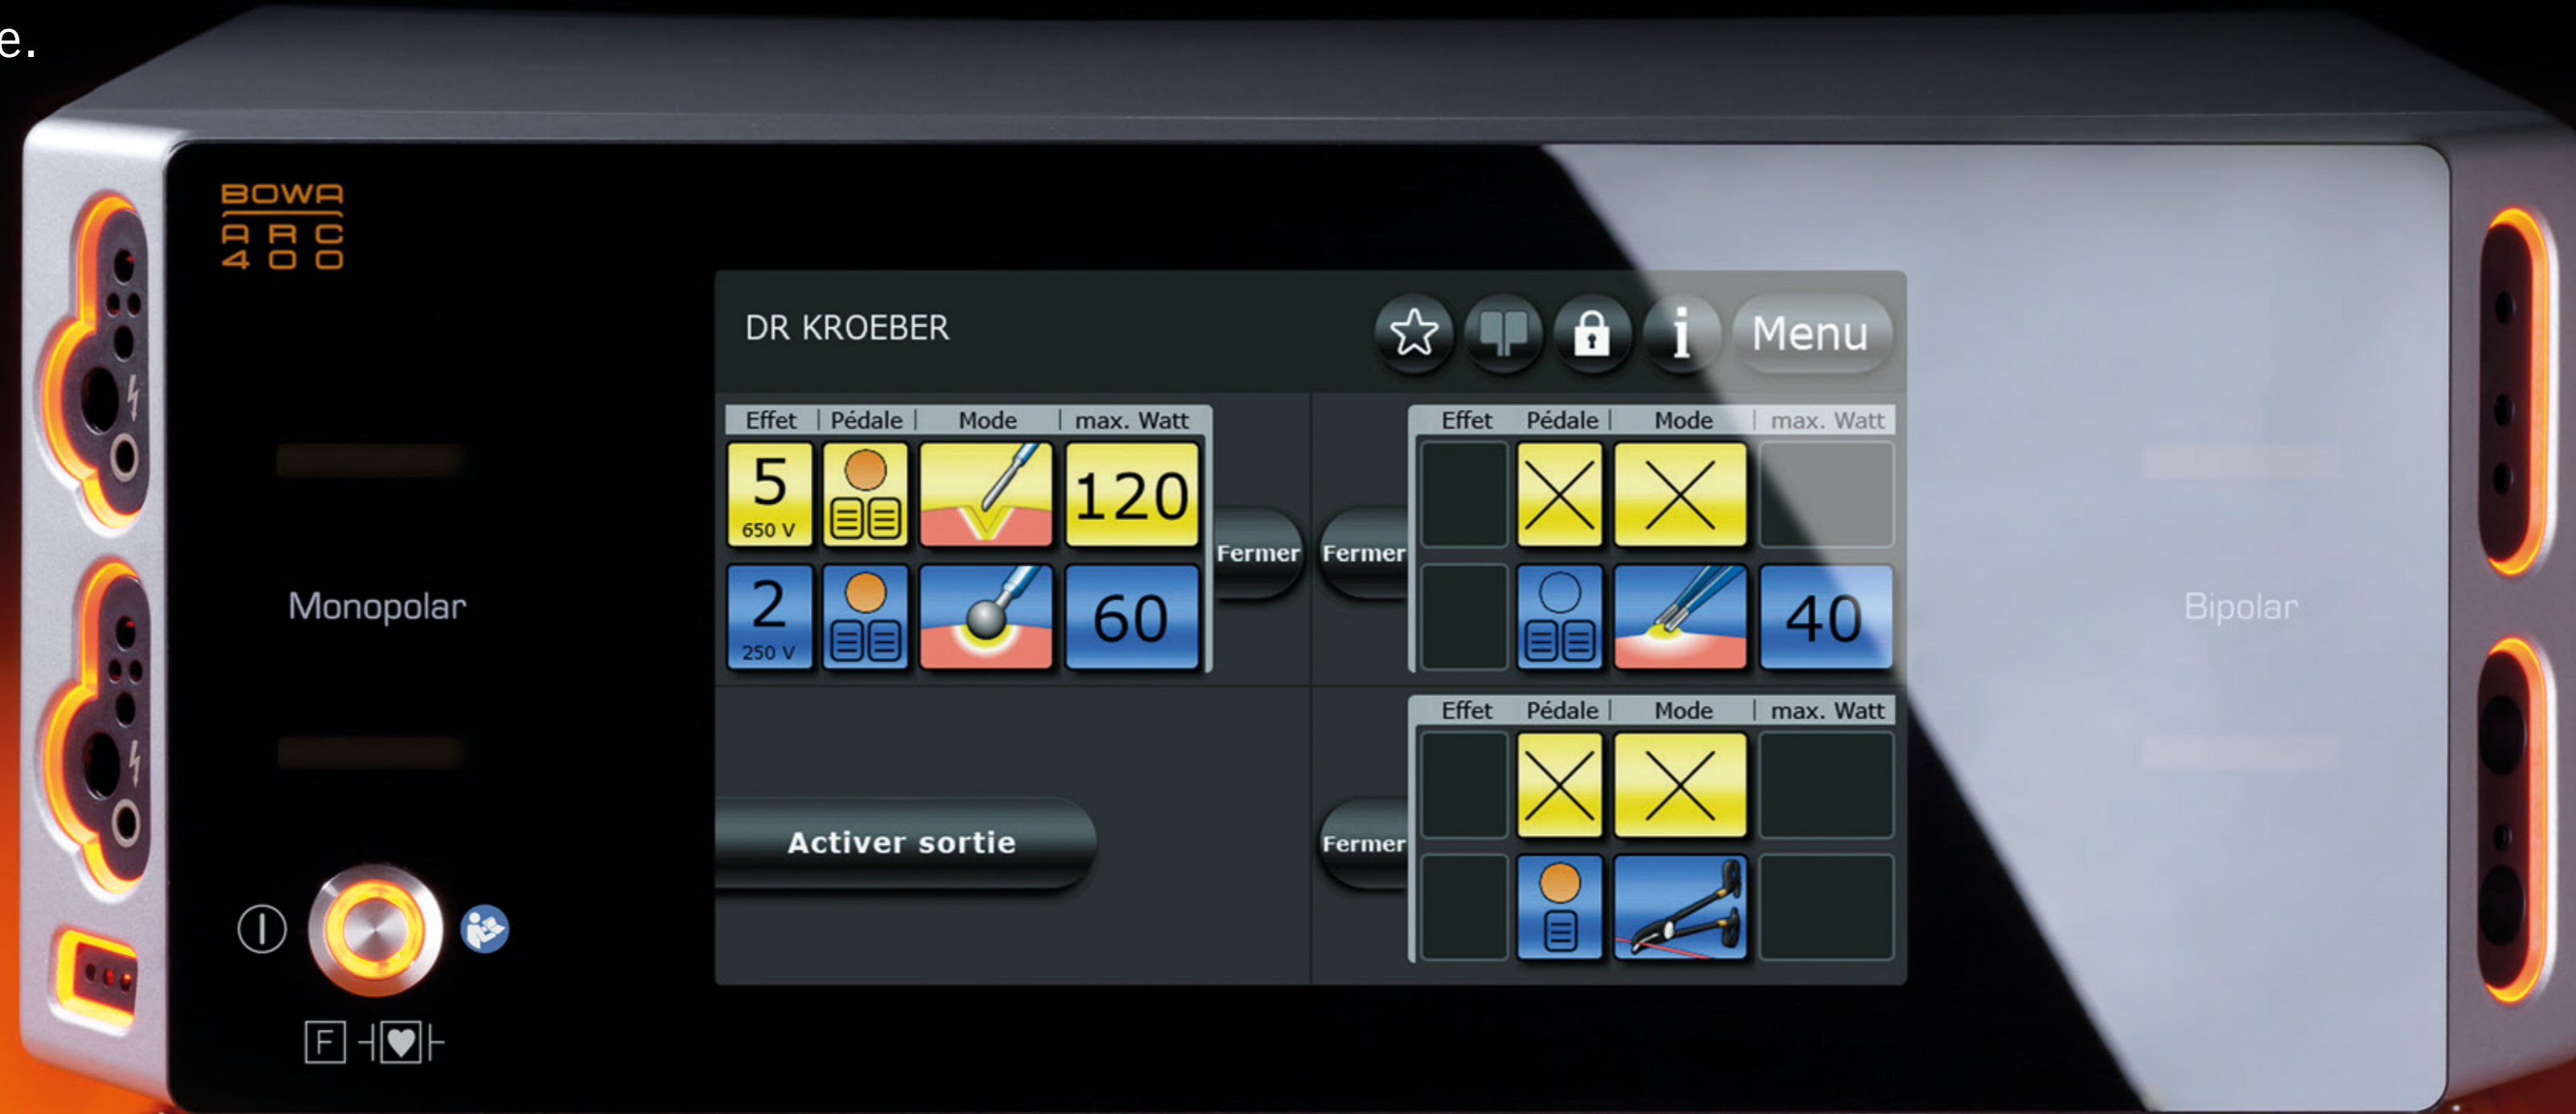 e.
BOWA
ARC
400
DR KROEBER
i
Menu
Effet | Pédale | Mode | max. Watt
5
650 V
120
2
250 V
60
Fermer
Fermer
Effet Pédale | Mode | max. Watt
40
Monopolar
Bipolar
Activer sortie
Fermer
Effet Pédale | Mode | max. Watt
F